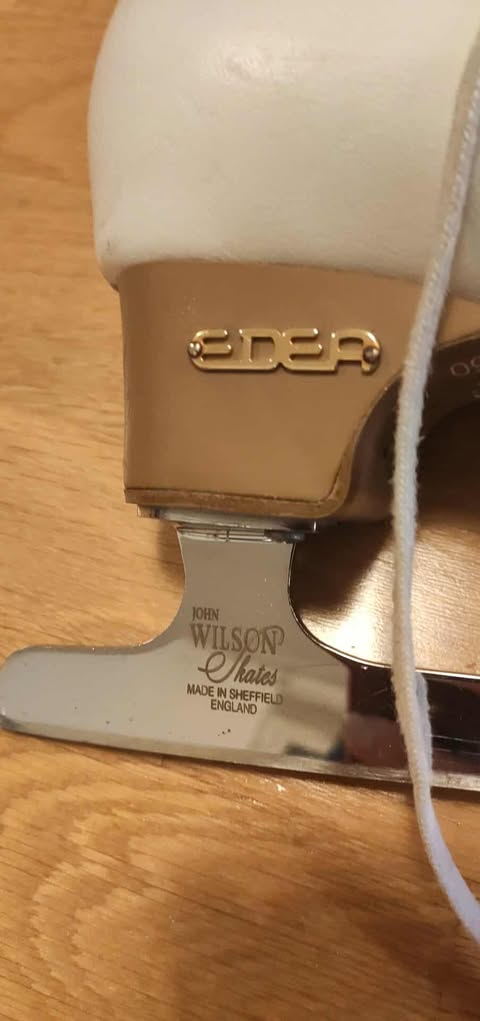 EDEA
JOHN
WILSON
Skates
MADE IN SHEFFIELD
ENGLAND